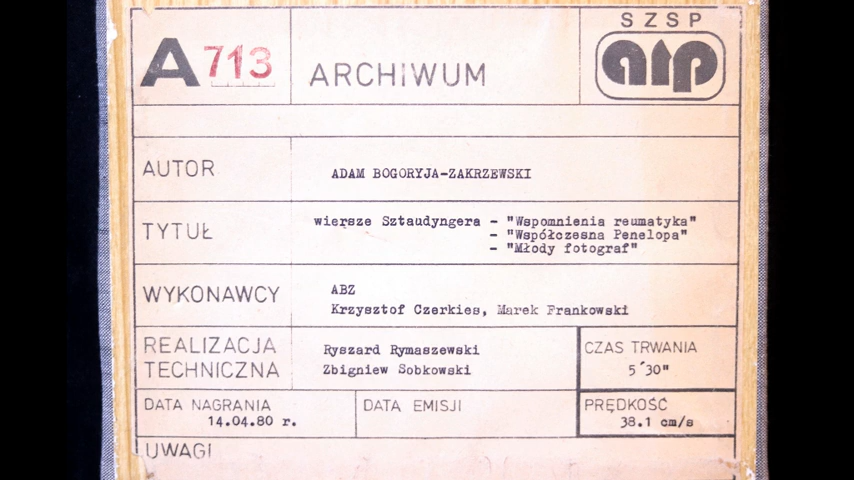 A 713
ARCHIWUM
SZSP
arp
AUTOR
ADAM BOGORYJA-ZAKRZEWSKI
TYTUŁ
wiersze Sztaudyngera - "Wspomnienia reumatyka"
- "Współczesna Penelopa"
- "Młody fotograf"
WYKONAWCY
ABZ
Krzysztof Czerkies, Marek Frankowski
REALIZACJA
TECHNICZNA
Ryszard Rymaszewski
Zbigniew Sobkowski
CZAS TRWANIA
5´30"
DATA NAGRANIA
14.04.80 r.
DATA EMISJI
PRĘDKOŚĆ
38.1 cm/s
UWAGI